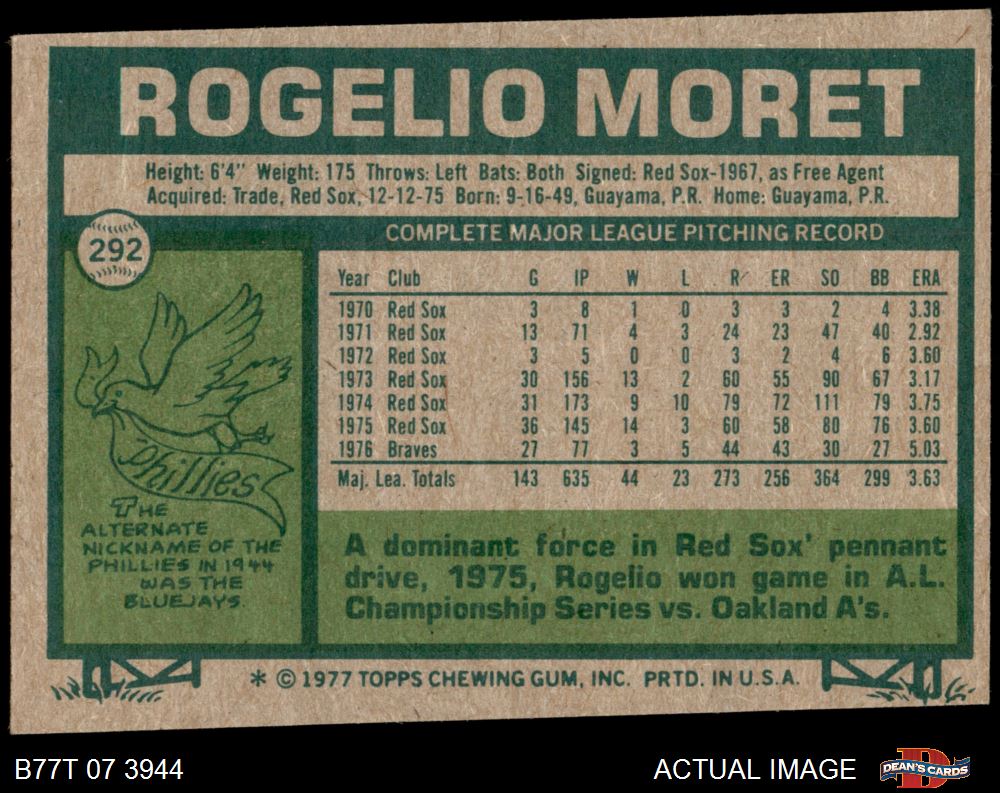 ROGELIO MORET
Height: 6'4" Weight: 175 Throws: Left Bats: Both Signed: Red Sox-1967, as Free Agent
Acquired: Trade, Red Sox, 12-12-75 Born: 9-16-49, Guayama, P.R. Home: Guayama, P.R.
292
COMPLETE MAJOR LEAGUE PITCHING RECORD
Year Club G IP W L R ER SO BB ERA
1970 Red Sox 3 8 1 0 3 3 2 4 3.38
1971 Red Sox 13 71 4 3 24 23 47 40 2.92
1972 Red Sox 3 5 0 0 3 2 4 6 3.60
1973 Red Sox 30 156 13 2 60 55 90 67 3.17
1974 Red Sox 31 173 9 10 79 72 111 79 3.75
1975 Red Sox 36 145 14 3 60 58 80 76 3.60
1976 Braves 27 77 3 5 44 43 30 27 5.03
Maj. Lea. Totals 143 635 44 23 273 256 364 299 3.63
Phillies
THE
ALTERNATE
NICKNAME OF THE
PHILLIES IN 1944
WAS THE
BLUEJAYS.
A dominant force in Red Sox' pennant
drive, 1975, Rogelio won game in A.L.
Championship Series vs. Oakland A's.
* © 1977 TOPPS CHEWING GUM, INC. PRTD. IN U.S.A.
B77T 07 3944
ACTUAL IMAGE
DEAN'S CARDS